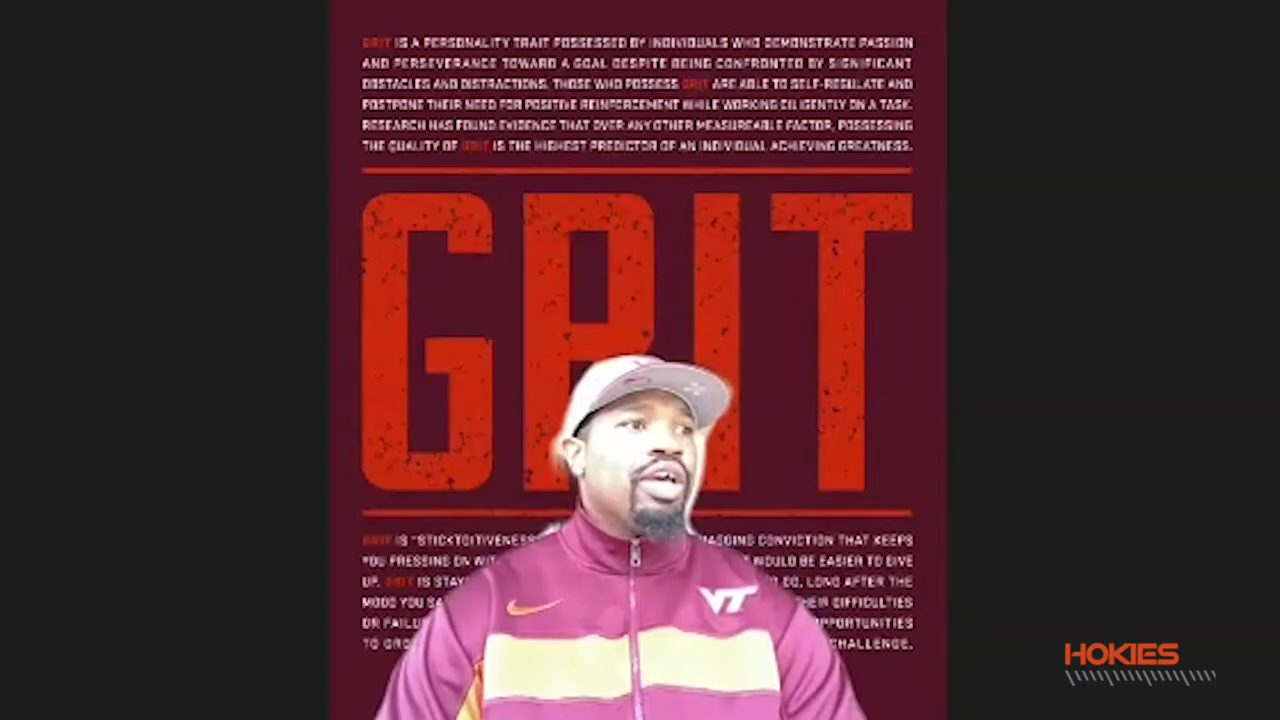 GRIT IS A PERSONALITY TRAIT POSSESSED BY INDIVIDUALS WHO DEMONSTRATE PASSION
AND PERSEVERANCE TOWARD A GOAL DESPITE BEING CONFRONTED BY SIGNIFICANT
OBSTACLES AND DISTRACTIONS. THOSE WHO POSSESS GRIT ARE ABLE TO SELF-REGULATE AND
POSTPONE THEIR NEED FOR POSITIVE REINFORCEMENT WHILE WORKING DILIGENTLY ON A TASK.
RESEARCH HAS FOUND EVIDENCE THAT OVER ANY OTHER MEASUREABLE FACTOR, POSSESSING
THE QUALITY OF GRIT IS THE HIGHEST PREDICTOR OF AN INDIVIDUAL ACHIEVING GREATNESS.
GRIT
GRIT IS "STICKTOITIVENESS CONVICTION THAT KEEPS
YOU PRESSING ON WOULD BE EASIER TO GIVE
UP. GRIT IS DO, LONG AFTER THE
MOOD YOU THEIR DIFFICULTIES
OR OPPORTUNITIES
TO CHALLENGE.
VT
HOKIES